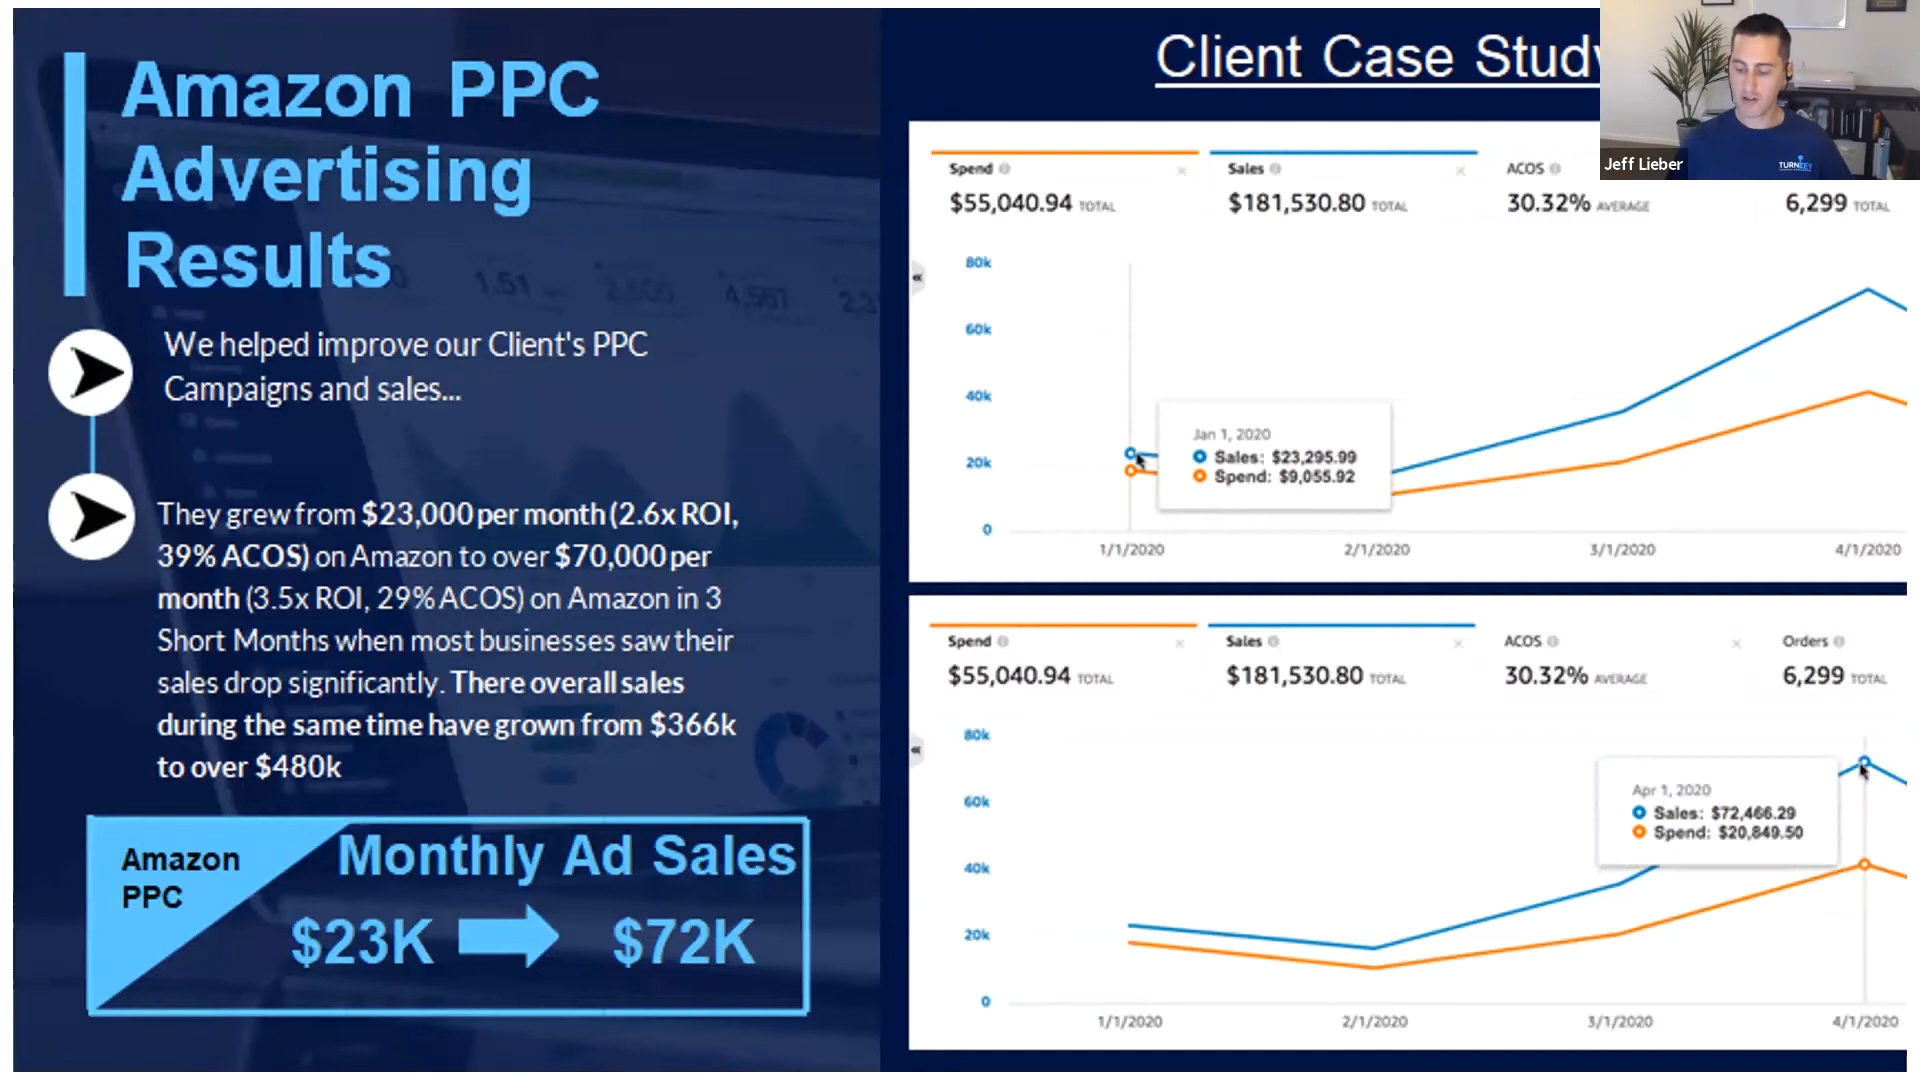 Amazon PPC
Advertising
Results
We helped improve our Client's PPC
Campaigns and sales...
They grew from $23,000 per month (2.6x ROI,
39% ACOS) on Amazon to over $70,000 per
month (3.5x ROI, 29% ACOS) on Amazon in 3
Short Months when most businesses saw their
sales drop significantly. There overall sales
during the same time have grown from $366k
to over $480k
Amazon
PPC
Monthly Ad Sales
$23K $72K
Client Case Study
Jeff Lieber
TURNKEY
Spend Sales ACOS
$55,040.94 TOTAL $181,530.80 TOTAL 30.32% AVERAGE 6,299 TOTAL
80k
60k
40k
20k
0
Jan 1, 2020
Sales: $23,295.99
Spend: $9,055.92
1/1/2020 2/1/2020 3/1/2020 4/1/2020
Spend Sales ACOS Orders
$55,040.94 TOTAL $181,530.80 TOTAL 30.32% AVERAGE 6,299 TOTAL
80k
60k
40k
20k
0
Apr 1, 2020
Sales: $72,466.29
Spend: $20,849.50
1/1/2020 2/1/2020 3/1/2020 4/1/2020
1.51
4,557